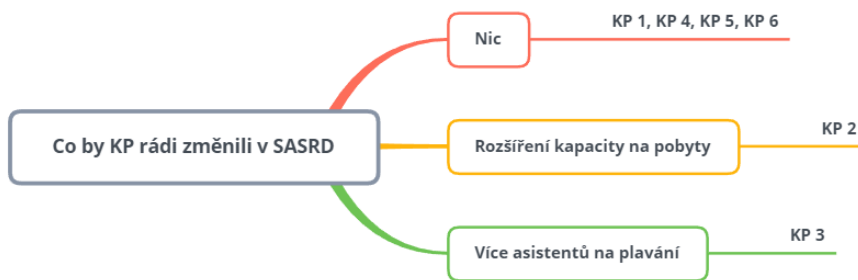 Co by KP rádi změnili v SASRD
Nic
KP 1, KP 4, KP 5, KP 6
Rozšíření kapacity na pobyty
KP 2
Více asistentů na plavání
KP 3